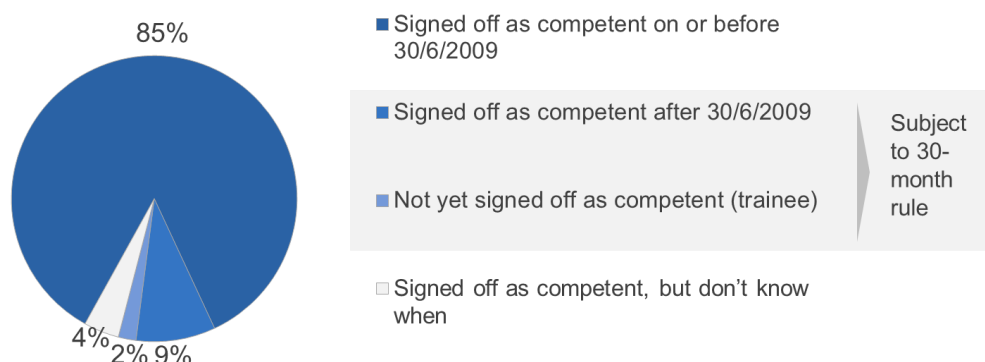 85%
Signed off as competent on or before
30/6/2009
Signed off as competent after 30/6/2009
Not yet signed off as competent (trainee)
Subject
to 30-
month
rule
Signed off as competent, but don't know
when
4%
2%
9%